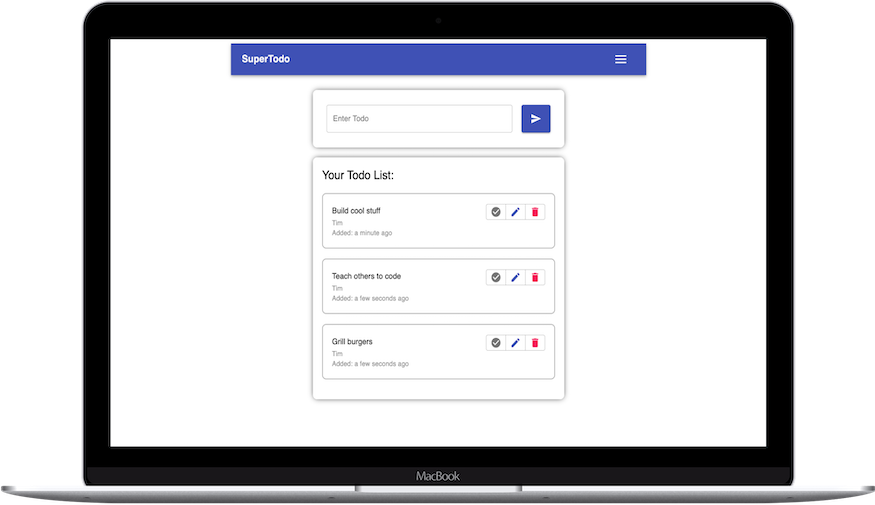 SuperTodo
Enter Todo
Your Todo List:
Build cool stuff
Tim
Added: a minute ago
Teach others to code
Tim
Added: a few seconds ago
Grill burgers
Tim
Added: a few seconds ago
MacBook